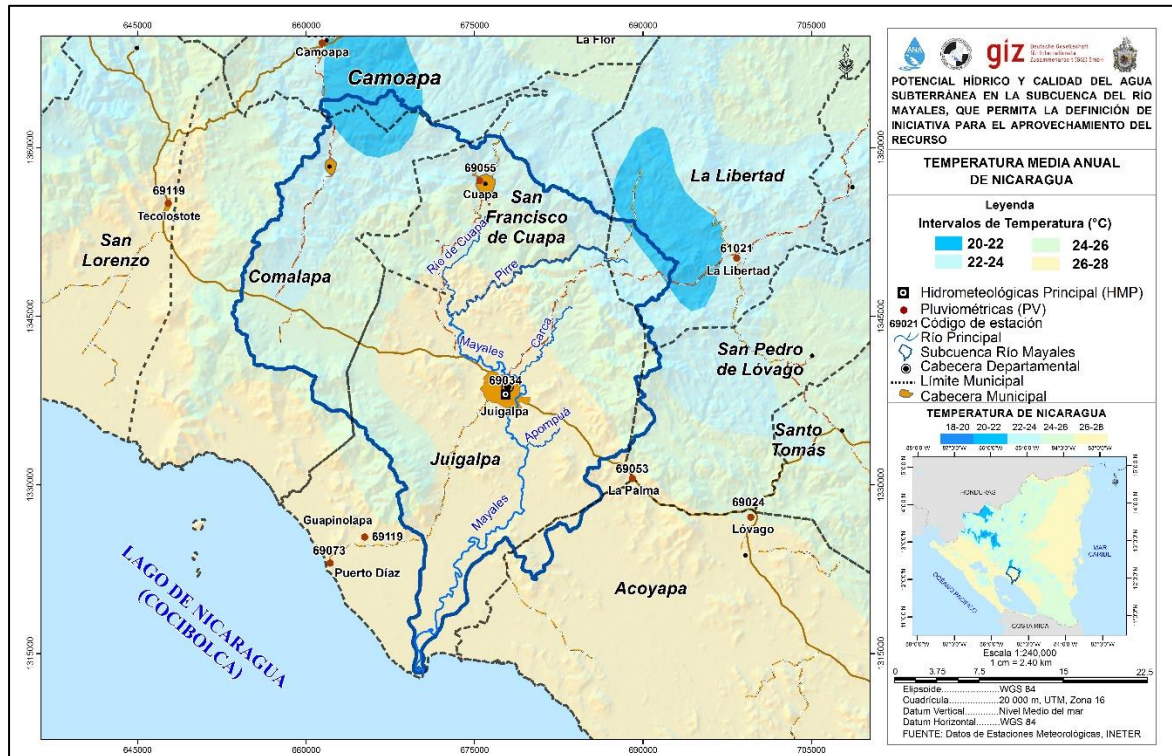 645000
660000
675000
690000
705000
Camoapa
La Flor
Camoapa
N
1360000
1360000
69055
Cuapa
San
Francisco
de Cuapa
La Libertad
69119
Tecolostote
San
Lorenzo
Comalapa
Río de Cuapa
Pirre
61021
La Libertad
1345000
1345000
Mayales
Carca
San Pedro
de Lóvago
69034
Juigalpa
Apompuá
Juigalpa
Santo
Tomás
69053
La Palma
1330000
1330000
Mayales
69024
Lóvago
Guapinolapa
69119
69073
Puerto Díaz
Acoyapa
LAGO DE NICARAGUA
(COCIBOLCA)
1315000
1315000
645000
660000
675000
690000
705000
ANA
giz
Deutsche Gesellschaft
für Internationale
Zusammenarbeit (GIZ) GmbH
POTENCIAL HÍDRICO Y CALIDAD DEL AGUA
SUBTERRÁNEA EN LA SUBCUENCA DEL RÍO
MAYALES, QUE PERMITA LA DEFINICIÓN DE
INICIATIVA PARA EL APROVECHAMIENTO DEL
RECURSO
TEMPERATURA MEDIA ANUAL
DE NICARAGUA
Leyenda
Intervalos de Temperatura (°C)
20-22
24-26
22-24
26-28
Hidrometeológicas Principal (HMP)
Pluviométricas (PV)
69021 Código de estación
Río Principal
Subcuenca Río Mayales
Cabecera Departamental
Límite Municipal
Cabecera Municipal
TEMPERATURA DE NICARAGUA
18-20 20-22 22-24 24-26 26-28
HONDURAS
MAR
CARIBE
OCÉANO PACIFICO
COSTA RICA
Escala 1:240,000
1 cm = 2.40 km
0 3.75 7.5 15 22.5
Elipsoide......................WGS 84
Cuadrícula...................20 000 m, UTM, Zona 16
Datum Vertical............Nivel Medio del mar
Datum Horizontal........WGS 84
FUENTE: Datos de Estaciones Meteorológicas, INETER